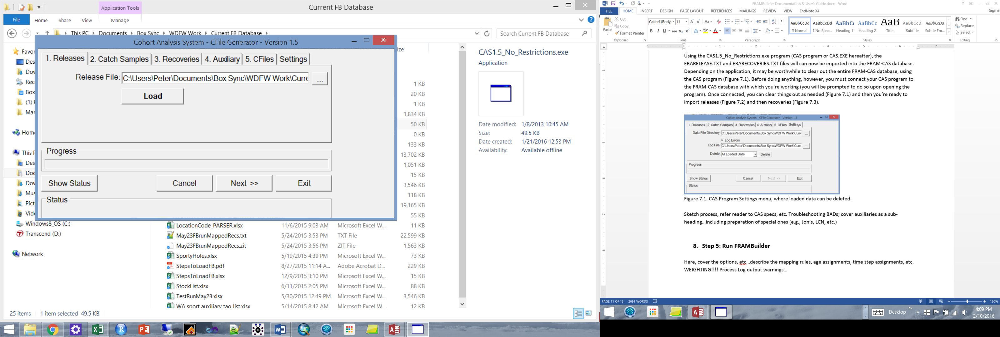 Application Tools
Current FB Database
File
Home
Share
View
Manage
This PC
Documents
Box Sync
WDFW Work
Current FB Database
Search Current FB Database
Cohort Analysis System - CFile Generator - Version 1.5
1. Releases
2. Catch Samples
3. Recoveries
4. Auxiliary
5. CFiles
Settings
Release File:
C:\Users\Peter\Documents\Box Sync\WDFW Work\Curre
...
Load
Progress
Show Status
Cancel
Next >>
Exit
Status
Favor
Des
Dov
Rec
Box
(1)
Mar
Home
This P
Des
Doc
Dov
Mus
Pict
Vide
Windows8_OS (C:)
Transcend (D:)
Network
ize
1 KB
20 KB
1 KB
1,834 KB
50 KB
0 KB
133 KB
13,702 KB
1,051 KB
15 KB
3,546 KB
118 KB
19,165 KB
55 KB
LocationCode_PARSER.xlsx 11/6/2015 9:03 AM Microsoft Excel W... 11 KB
May23FBrunMappedRecs.txt 5/24/2015 3:53 PM TXT File 22,599 KB
May23FBrunMappedRecs.zit 5/24/2015 3:56 PM ZIT File 1,563 KB
SportyHoles.xlsx 5/19/2015 4:39 PM Microsoft Excel W... 73 KB
StepsToLoadFB.pdf 8/27/2015 11:14 A... Adobe Acrobat D... 229 KB
StepsToLoadFB.xlsx 12/9/2015 3:10 PM Microsoft Excel W... 15 KB
StockList.xlsx 6/11/2015 2:05 PM Microsoft Excel W... 88 KB
TestRunMay23.xlsx 5/30/2015 12:49 PM Microsoft Excel W... 3,546 KB
WA sport auxiliary tag list.xlsx 5/14/2015 8:42 AM Microsoft Excel W... 12 KB
CAS1.5_No_Restrictions.exe
Application
Date modified: 1/8/2013 10:45 AM
Size: 49.5 KB
Date created: 1/21/2016 12:53 PM
Availability: Available offline
25 items 1 item selected 49.5 KB
FRAMBuilder Documentation & User's Guide.docx - Word
Sign in
FILE HOME INSERT DESIGN PAGE LAYOUT REFERENCES MAILINGS REVIEW VIEW EndNote X4
Paste
Cut
Copy
Format Painter
Calibri (Body) 11
AaBbCcDd AaBbCcDd AaBbC( AaBbCc AaB AaBbCcD AaBbCcDd
¶ Normal ¶ No Spac... Heading 1 Heading 2 Title Subtitle Subtle Em...
Find
Replace
Select
Clipboard Font Paragraph Styles Editing
Using the CAS1.5_No_Restrictions.exe program (CAS program or CAS.EXE hereafter), the
ERARELEASE.TXT and ERARECOVERIES.TXT files will can now be imported into the FRAM-CAS database.
Depending on the application, it may be worthwhile to clear out the entire FRAM-CAS database, using
the CAS program (Figure 7.1). Before doing anything, however, you must connect your CAS program to
the FRAM-CAS database with which you're working (you will be prompted to do so upon opening the
program). Once connected, you can clear things out as needed (Figure 7.1) and then you're ready to
import releases (Figure 7.2) and then recoveries (Figure 7.3).
Cohort Analysis System - CFile Generator - Version 1.5
1. Releases 2. Catch Samples 3. Recoveries 4. Auxiliary 5. CFiles Settings
Data File Directory: C:\Users\Peter\Documents\Box Sync\WDFW Work\Curre ...
Log Errors
Log File: C:\Users\Peter\Documents\Box Sync\WDFW Work\Curre ...
Delete: All Loaded Data Delete
Progress
Show Status Cancel Next >> Exit
Status
Figure 7.1. CAS Program Settings menu, where loaded data can be deleted.
Sketch process, refer reader to CAS specs, etc. Troubleshooting BADs; cover auxiliaries as a sub-
heading...including preparation of special ones (e.g., Jon's, LCN, etc.)
8. Step 5: Run FRAMBuilder
Here, cover the options, etc...describe the mapping rules, age assignments, time step assignments, etc.
WEIGHTING!!!! Process Log output warnings...
PAGE 11 OF 13 2691 WORDS
120%
Desktop
4:09 PM
2/10/2016